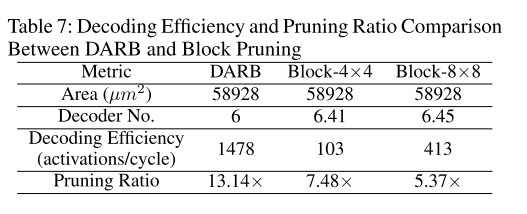 Table 7: Decoding Efficiency and Pruning Ratio Comparison
Between DARB and Block Pruning
Metric DARB Block-4×4 Block-8×8
Area (μm²) 58928 58928 58928
Decoder No. 6 6.41 6.45
Decoding Efficiency
(activations/cycle) 1478 103 413
Pruning Ratio 13.14× 7.48× 5.37×